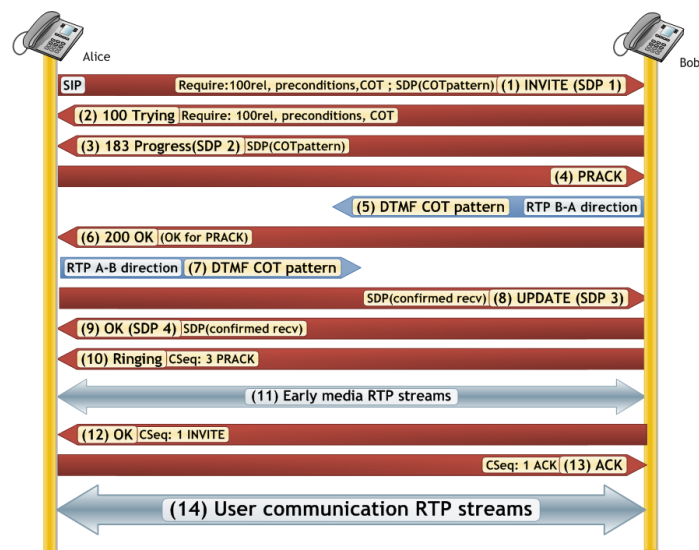 Alice
Bob
SIP Require:100rel, preconditions,COT ; SDP(COTpattern) (1) INVITE (SDP 1)
(2) 100 Trying Require: 100rel, preconditions, COT
(3) 183 Progress(SDP 2) SDP(COTpattern)
(4) PRACK
(5) DTMF COT pattern RTP B-A direction
(6) 200 OK (OK for PRACK)
RTP A-B direction (7) DTMF COT pattern
SDP(confirmed recv) (8) UPDATE (SDP 3)
(9) OK (SDP 4) SDP(confirmed recv)
(10) Ringing CSeq: 3 PRACK
(11) Early media RTP streams
(12) OK CSeq: 1 INVITE
CSeq: 1 ACK (13) ACK
(14) User communication RTP streams